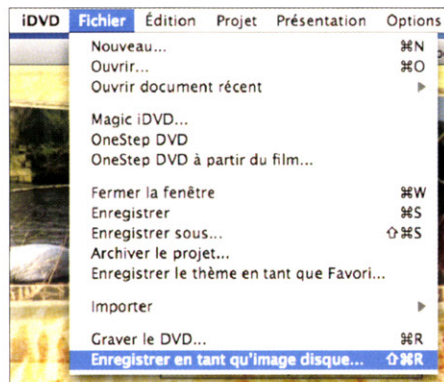 iDVD Fichier Édition Projet Présentation Options
Nouveau... ⌘N
Ouvrir... ⌘O
Ouvrir document récent ▶
Magic iDVD...
OneStep DVD
OneStep DVD à partir du film...
Fermer la fenêtre ⌘W
Enregistrer ⌘S
Enregistrer sous... ⇧⌘S
Archiver le projet...
Enregistrer le thème en tant que Favori...
Importer ▶
Graver le DVD... ⌘R
Enregistrer en tant qu'image disque... ⇧⌘R